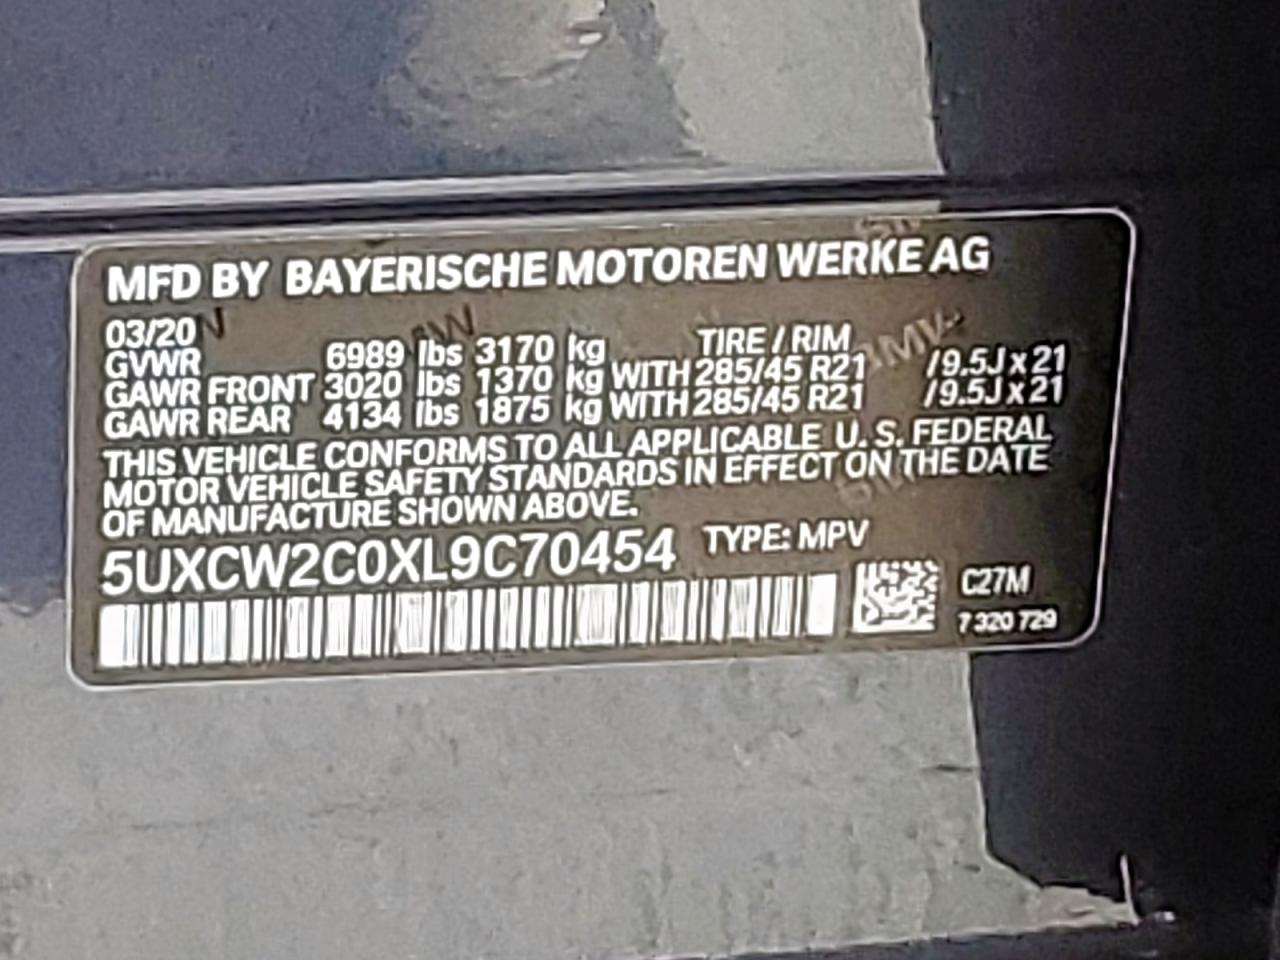 MFD BY BAYERISCHE MOTOREN WERKE AG
03/20
GVWR 6989 lbs 3170 kg TIRE / RIM
GAWR FRONT 3020 lbs 1370 kg WITH 285/45 R21 /9.5J x 21
GAWR REAR 4134 lbs 1875 kg WITH 285/45 R21 /9.5J x 21
THIS VEHICLE CONFORMS TO ALL APPLICABLE U. S. FEDERAL
MOTOR VEHICLE SAFETY STANDARDS IN EFFECT ON THE DATE
OF MANUFACTURE SHOWN ABOVE.
5UXCW2C0XL9C70454 TYPE: MPV
C27M
7 320 729